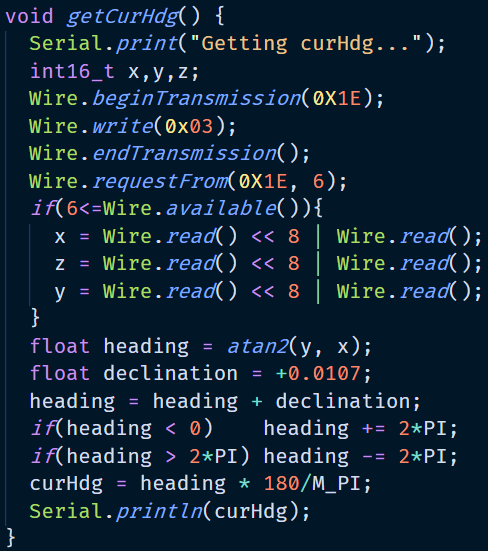 void getCurHdg() {
  Serial.print("Getting curHdg...");
  int16_t x,y,z;
  Wire.beginTransmission(0X1E);
  Wire.write(0x03);
  Wire.endTransmission();
  Wire.requestFrom(0X1E, 6);
  if(6<=Wire.available()){
    x = Wire.read() << 8 | Wire.read();
    z = Wire.read() << 8 | Wire.read();
    y = Wire.read() << 8 | Wire.read();
  }
  float heading = atan2(y, x);
  float declination = +0.0107;
  heading = heading + declination;
  if(heading < 0)    heading += 2*PI;
  if(heading > 2*PI) heading -= 2*PI;
  curHdg = heading * 180/M_PI;
  Serial.println(curHdg);
}